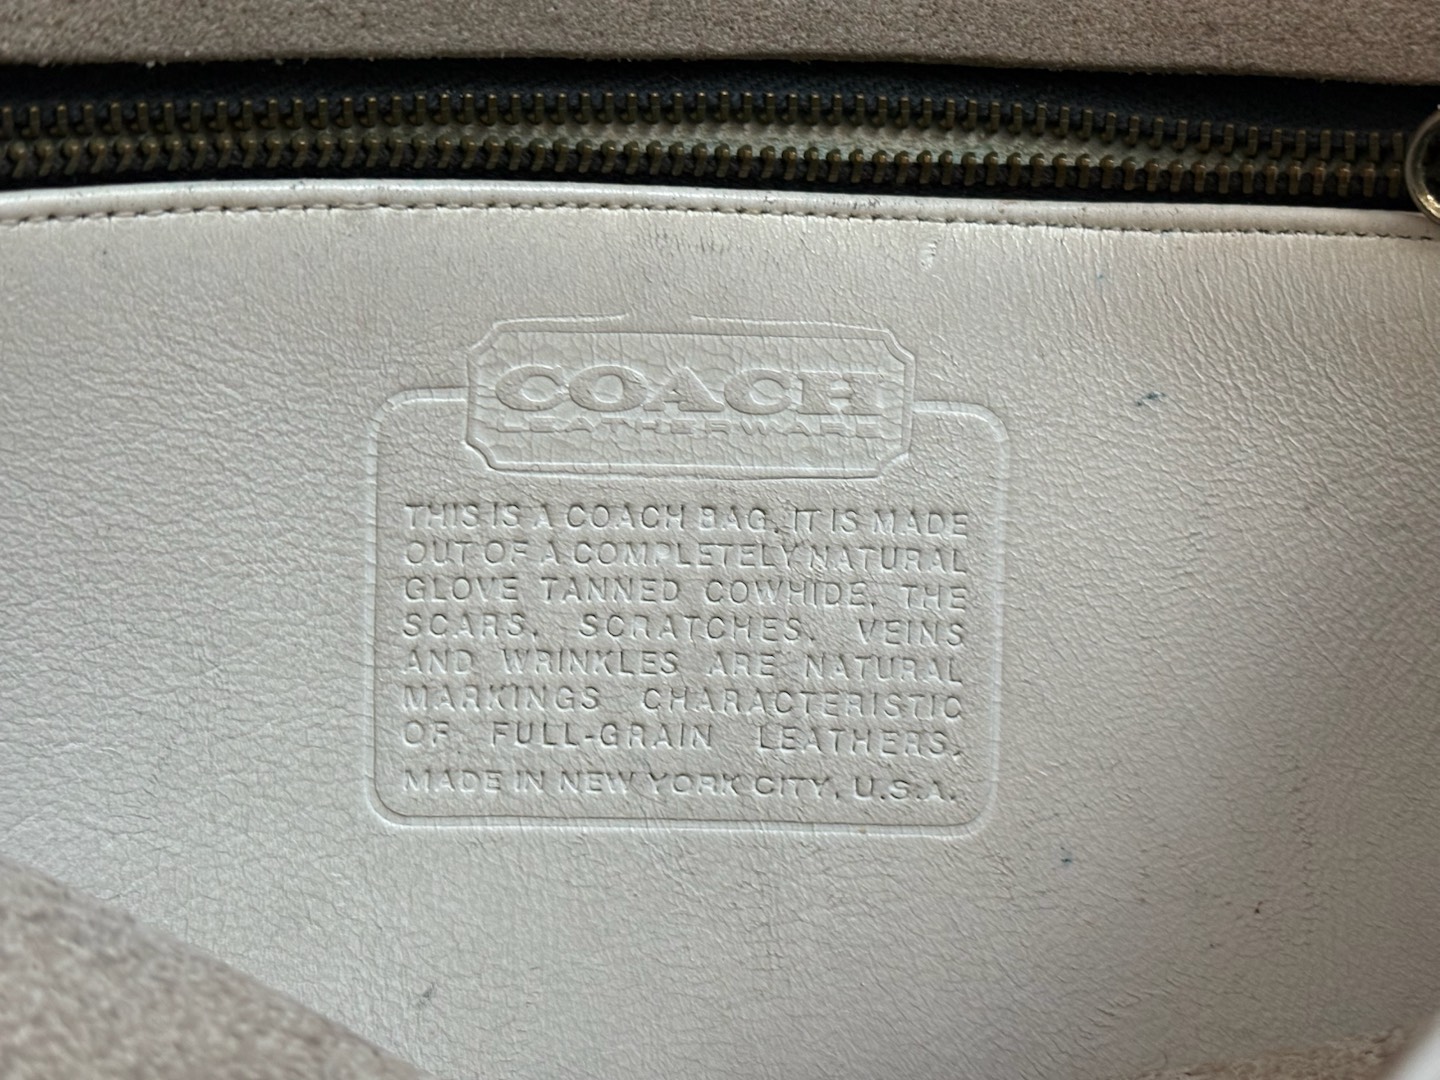 COACH
LEATHERWARE
THIS IS A COACH BAG. IT IS MADE
OUT OF A COMPLETELY NATURAL
GLOVE TANNED COWHIDE. THE
SCARS, SCRATCHES, VEINS
AND WRINKLES ARE NATURAL
MARKINGS CHARACTERISTIC
OF FULL-GRAIN LEATHERS.
MADE IN NEW YORK CITY, U.S.A.